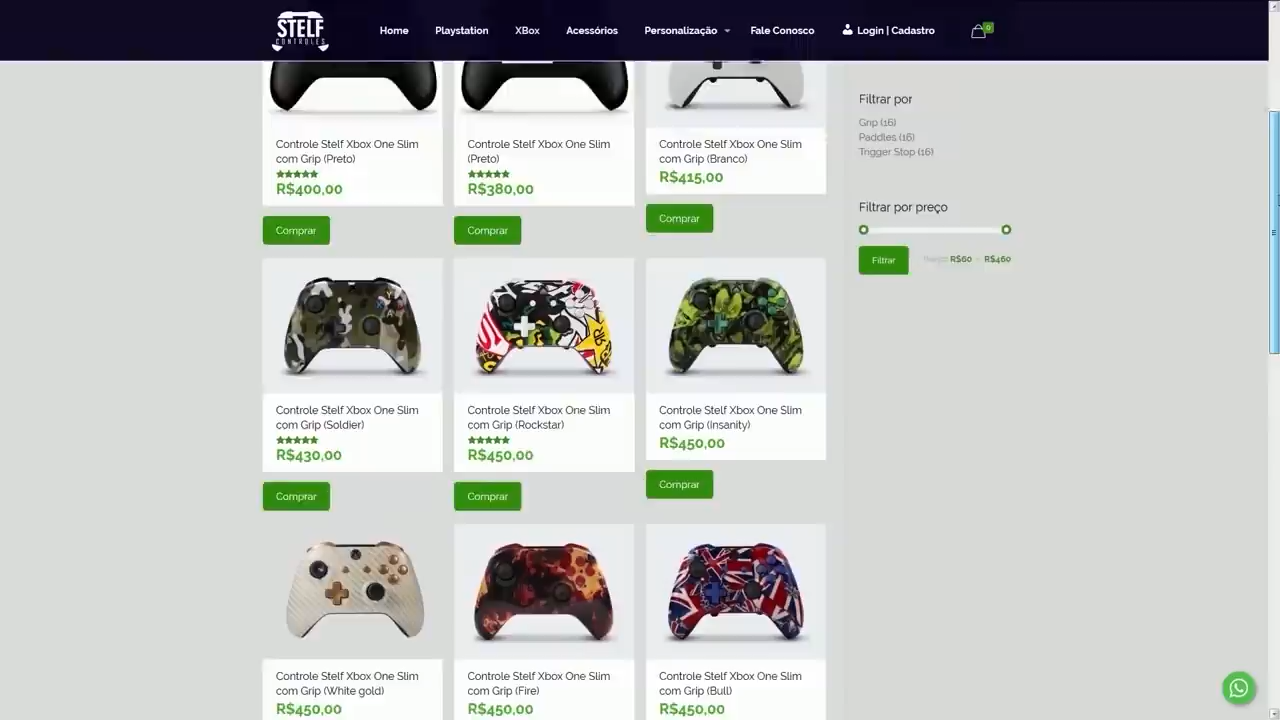 STELF
CONTROLES
Home
Playstation
XBox
Acessórios
Personalização
Fale Conosco
Login | Cadastro
0
Controle Stelf Xbox One Slim
com Grip (Preto)
R$400,00
Comprar
Controle Stelf Xbox One Slim
(Preto)
R$380,00
Comprar
Controle Stelf Xbox One Slim
com Grip (Branco)
R$415,00
Comprar
Controle Stelf Xbox One Slim
com Grip (Soldier)
R$430,00
Comprar
Controle Stelf Xbox One Slim
com Grip (Rockstar)
R$450,00
Comprar
Controle Stelf Xbox One Slim
com Grip (Insanity)
R$450,00
Comprar
Controle Stelf Xbox One Slim
com Grip (White gold)
R$450,00
Controle Stelf Xbox One Slim
com Grip (Fire)
R$450,00
Controle Stelf Xbox One Slim
com Grip (Bull)
R$450,00
Filtrar por
Grip (16)
Paddles (16)
Trigger Stop (16)
Filtrar por preço
Filtrar
R$60 - R$460